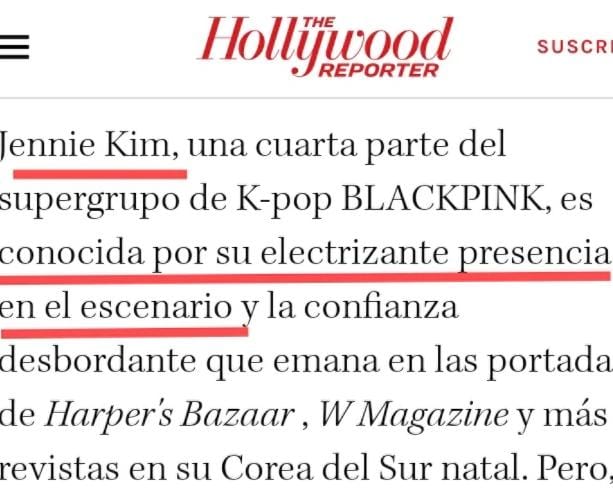 THE
Hollywood
REPORTER
SUSCRI
Jennie Kim, una cuarta parte del
supergrupo de K-pop BLACKPINK, es
conocida por su electrizante presencia
en el escenario y la confianza
desbordante que emana en las portada
de Harper's Bazaar , W Magazine y más
revistas en su Corea del Sur natal. Pero,